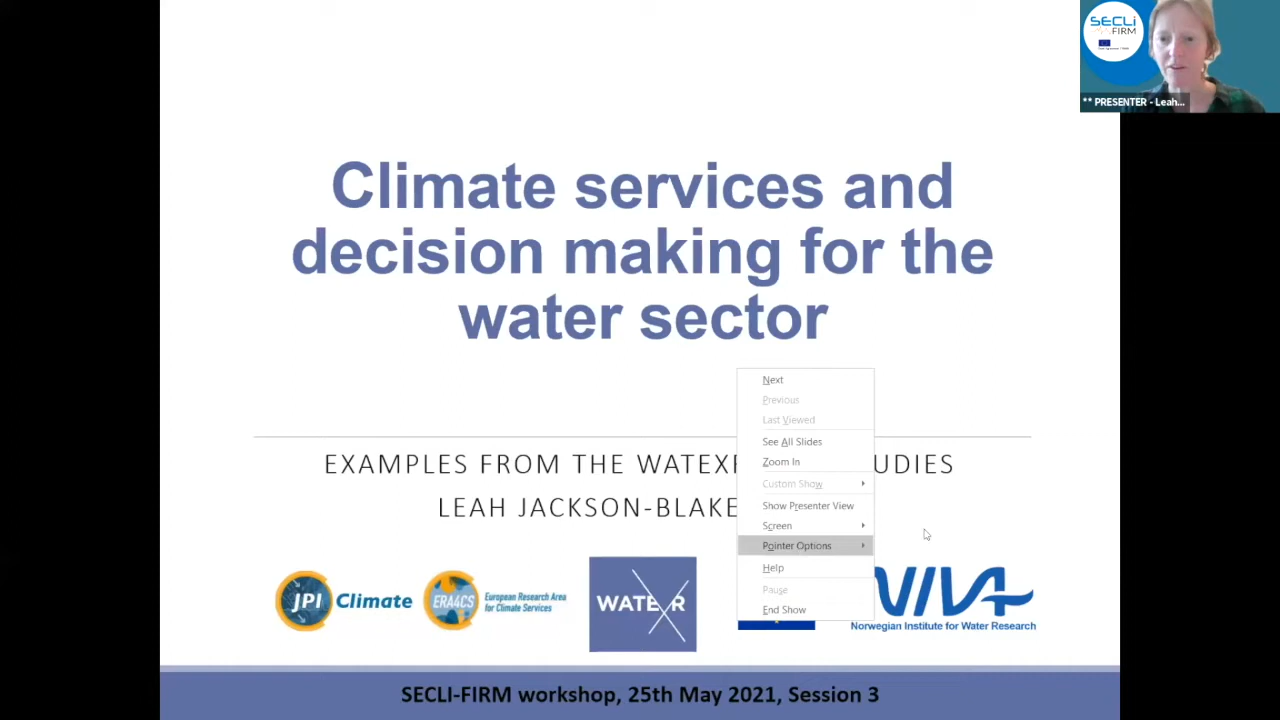 SECLI
FIRM
** PRESENTER - Leah...
Climate services and
decision making for the
water sector
Next
Previous
Last Viewed
See All Slides
Zoom In
Custom Show
Show Presenter View
Screen
Pointer Options
Help
Pause
End Show
EXAMPLES FROM THE
LEAH JACKSON-BLAKE
JPI Climate
ERA4CS
European Research Area
for Climate Services
WATEXR
NIVA
Norwegian Institute for Water Research
SECLI-FIRM workshop, 25th May 2021, Session 3